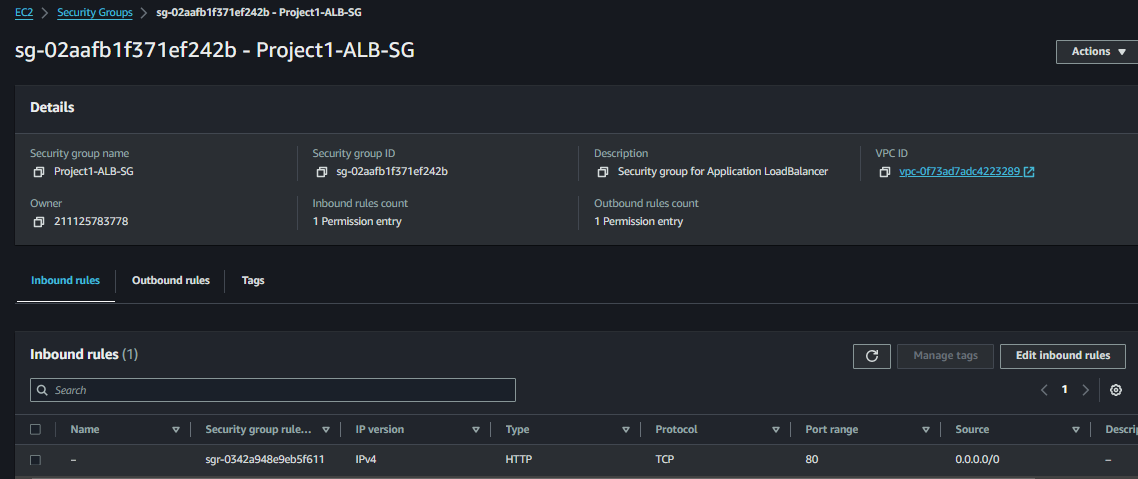 EC2 > Security Groups > sg-02aafb1f371ef242b - Project1-ALB-SG
sg-02aafb1f371ef242b - Project1-ALB-SG
Actions
Details
Security group name Security group ID Description VPC ID
Project1-ALB-SG sg-02aafb1f371ef242b Security group for Application LoadBalancer vpc-0f73ad7adc4223289
Owner Inbound rules count Outbound rules count
211125783778 1 Permission entry 1 Permission entry
Inbound rules Outbound rules Tags
Inbound rules (1) Manage tags Edit inbound rules
Search 1
Name Security group rule... IP version Type Protocol Port range Source Descri
– sgr-0342a948e9eb5f611 IPv4 HTTP TCP 80 0.0.0.0/0 –